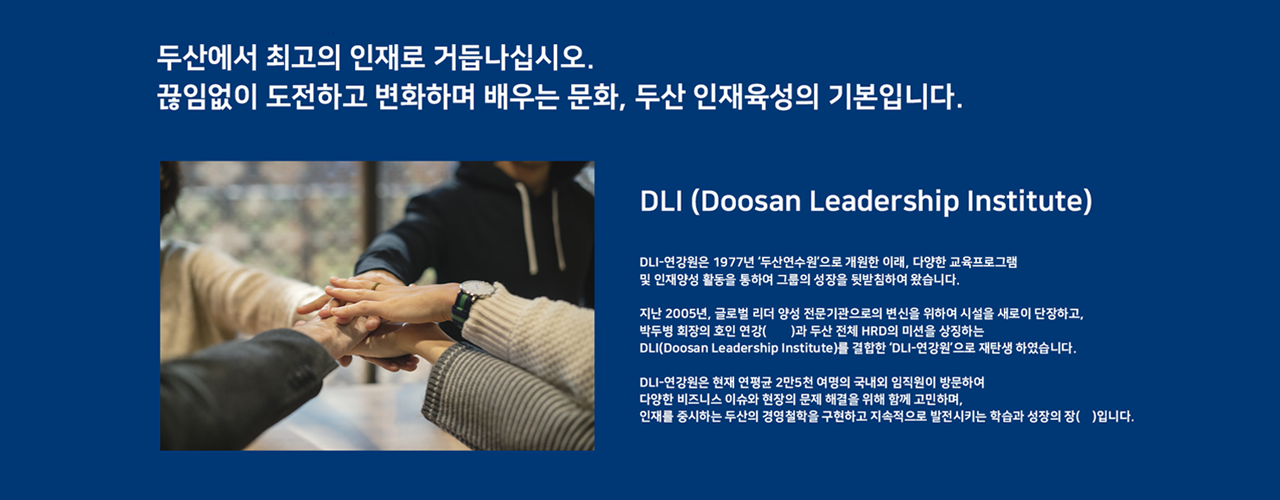 두산에서 최고의 인재로 거듭나십시오.
끊임없이 도전하고 변화하며 배우는 문화, 두산 인재육성의 기본입니다.
DLI (Doosan Leadership Institute)
DLI-연강원은 1977년 '두산연수원'으로 개원한 이래, 다양한 교육프로그램
및 인재양성 활동을 통하여 그룹의 성장을 뒷받침하여 왔습니다.
지난 2005년, 글로벌 리더 양성 전문기관으로의 변신을 위하여 시설을 새로이 단장하고,
박두병 회장의 호인 연강( )과 두산 전체 HRD의 미션을 상징하는
DLI(Doosan Leadership Institute)를 결합한 'DLI-연강원'으로 재탄생 하였습니다.
DLI-연강원은 현재 연평균 2만5천 여명의 국내외 임직원이 방문하여
다양한 비즈니스 이슈와 현장의 문제 해결을 위해 함께 고민하며,
인재를 중시하는 두산의 경영철학을 구현하고 지속적으로 발전시키는 학습과 성장의 장( )입니다.